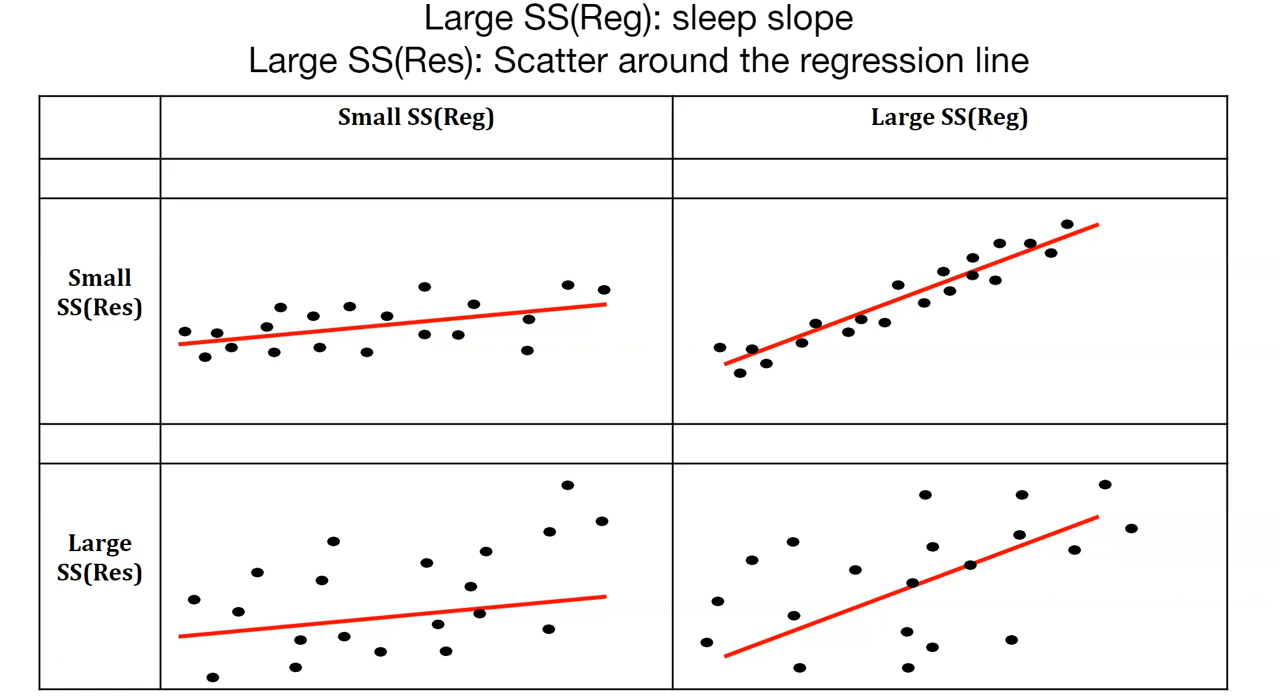 Large SS(Reg): sleep slope
Large SS(Res): Scatter around the regression line
Small SS(Reg)
Large SS(Reg)
Small
SS(Res)
Large
SS(Res)